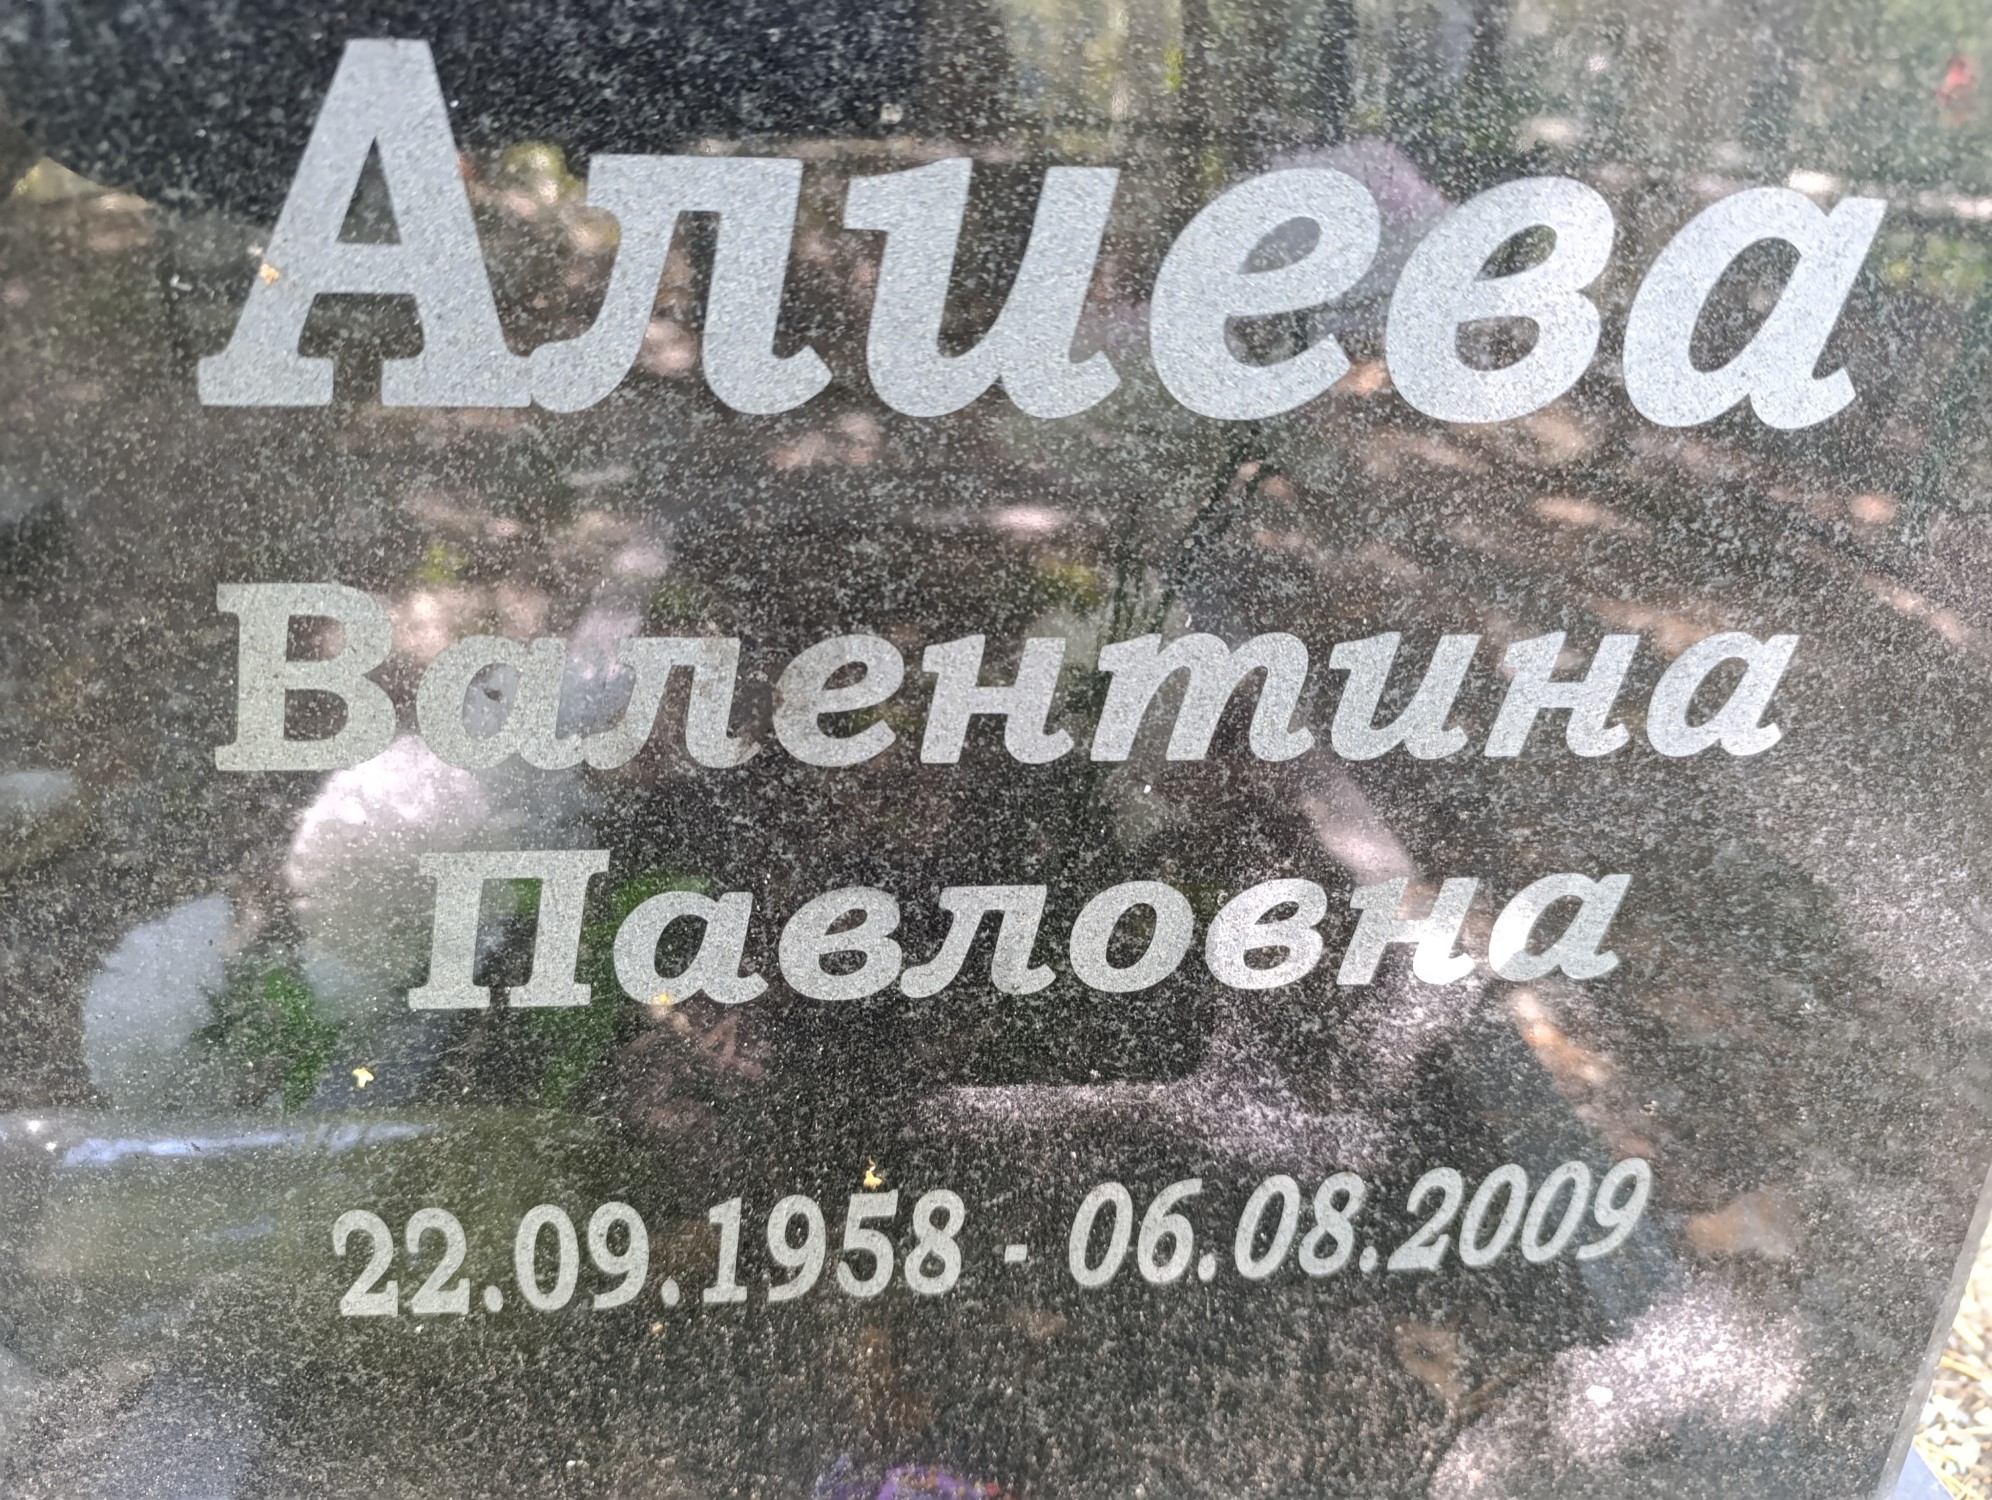 Алиева
Валентина
Павловна
22.09.1958 - 06.08.2009